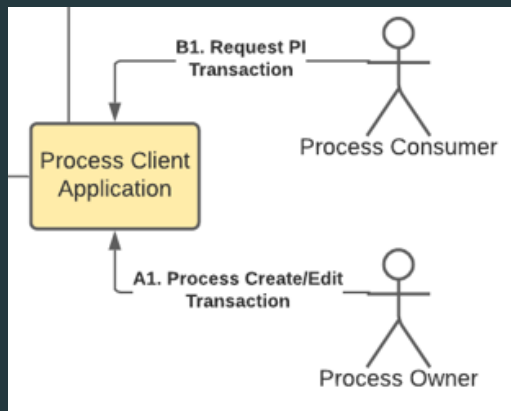 B1. Request PI
Transaction
Process Consumer
Process Client
Application
A1. Process Create/Edit
Transaction
Process Owner